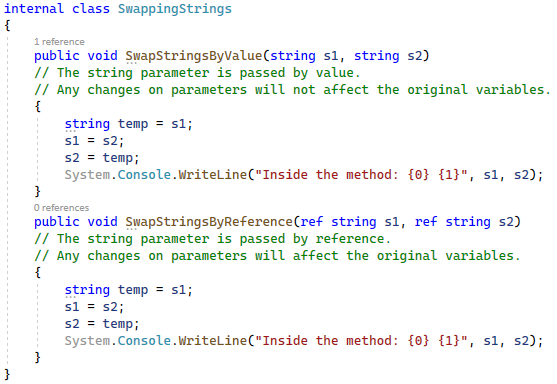 internal class SwappingStrings
{
1 reference
public void SwapStringsByValue(string s1, string s2)
// The string parameter is passed by value.
// Any changes on parameters will not affect the original variables.
{
string temp = s1;
s1 = s2;
s2 = temp;
System.Console.WriteLine("Inside the method: {0} {1}", s1, s2);
}
0 references
public void SwapStringsByReference(ref string s1, ref string s2)
// The string parameter is passed by reference.
// Any changes on parameters will affect the original variables.
{
string temp = s1;
s1 = s2;
s2 = temp;
System.Console.WriteLine("Inside the method: {0} {1}", s1, s2);
}
}